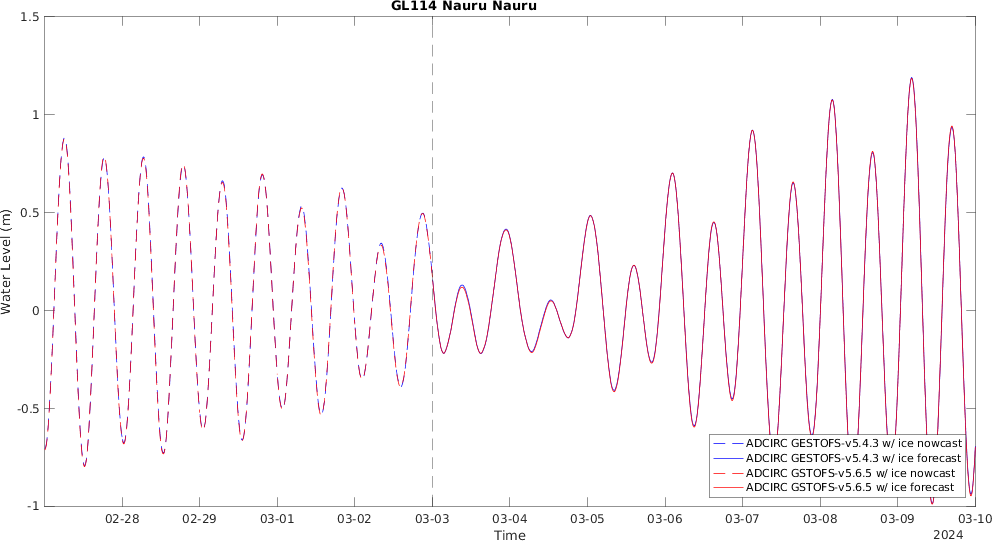 GL114 Nauru Nauru
1.5
1
0.5
0
-0.5
-1
Water Level (m)
ADCIRC GESTOFS-v5.4.3 w/ ice nowcast
ADCIRC GESTOFS-v5.4.3 w/ ice forecast
ADCIRC GSTOFS-v5.6.5 w/ ice nowcast
ADCIRC GSTOFS-v5.6.5 w/ ice forecast
02-28 02-29 03-01 03-02 03-03 03-04 03-05 03-06 03-07 03-08 03-09 03-10
Time
2024